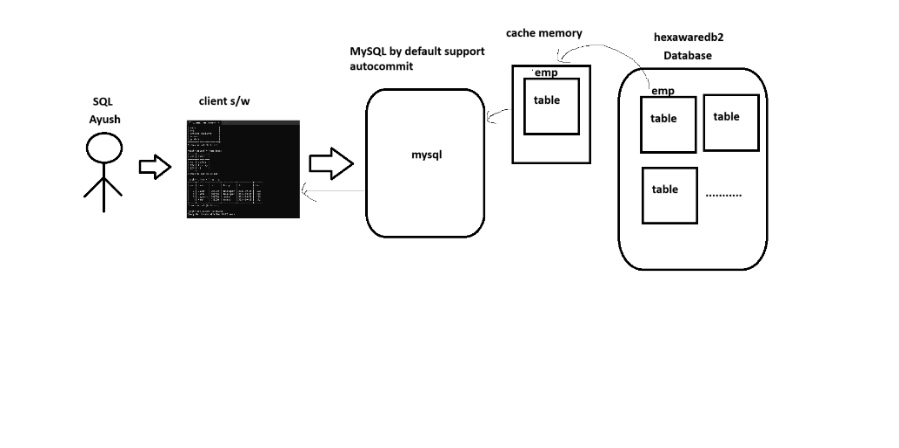 cache memory
hexawaredb2
Database
MySQL by default support
autocommit
emp
table
emp
table
table
SQL
Ayush
client s/w
mysql
table
...........